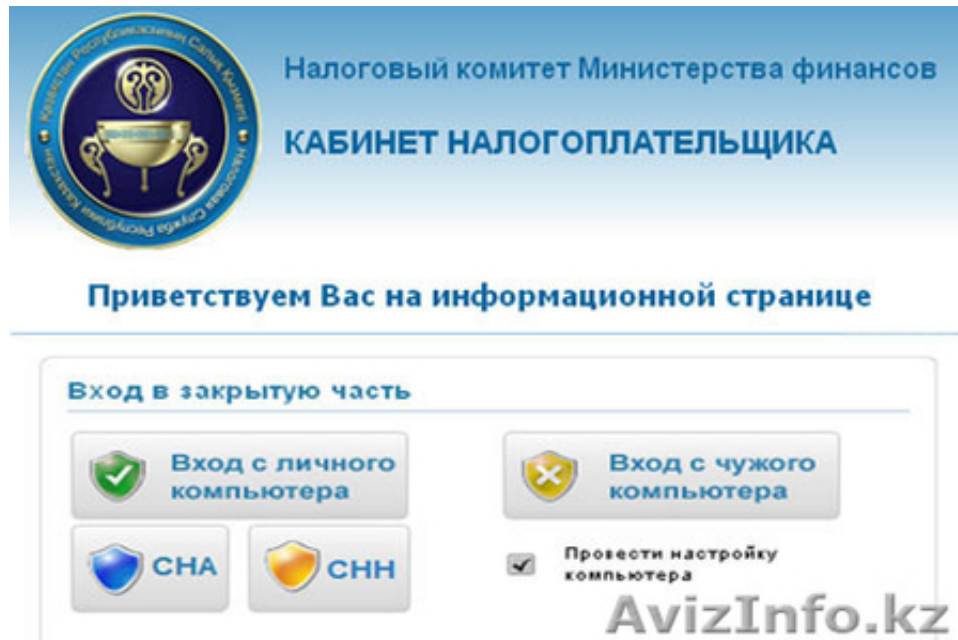 Налоговый комитет Министерства финансов
КАБИНЕТ НАЛОГОПЛАТЕЛЬЩИКА
Приветствуем Вас на информационной странице
Вход в закрытую часть
Вход с личного
компьютера
Вход с чужого
компьютера
СНА
СНН
Провести настройку
компьютера
AvizInfo.kz